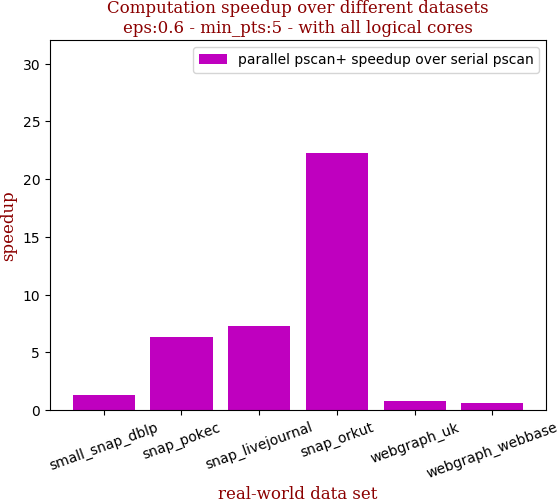 Computation speedup over different datasets
eps:0.6 - min_pts:5 - with all logical cores
parallel pscan+ speedup over serial pscan
speedup
30
25
20
15
10
5
0
small_snap_dblp
snap_pokec
snap_livejournal
snap_orkut
webgraph_uk
webgraph_webbase
real-world data set